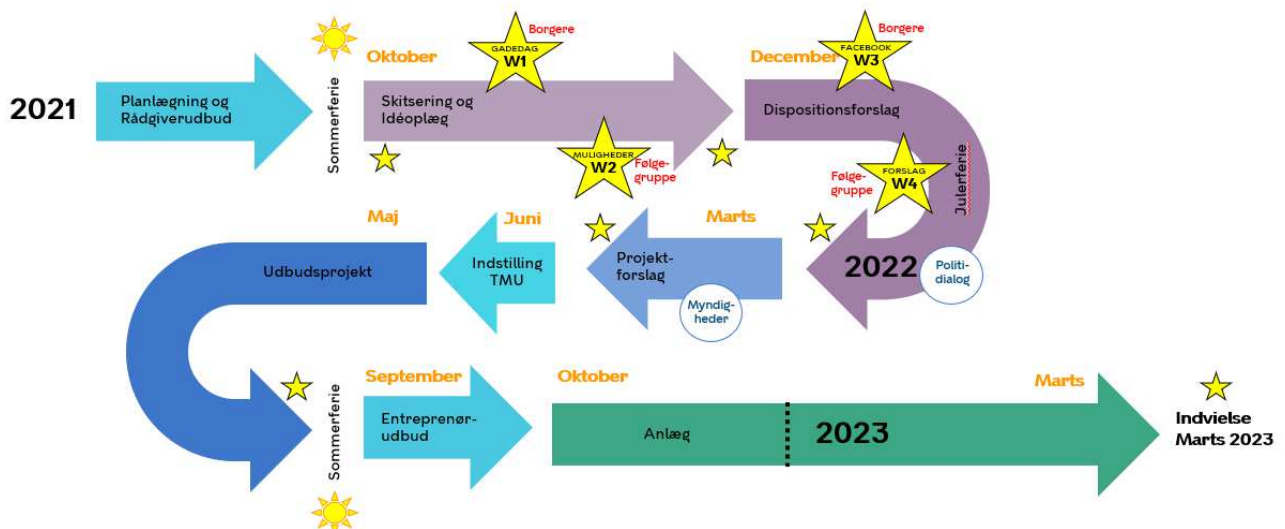 2021
Planlægning og
Rådgiverudbud
Sommerferie
Oktober
Skitsering og
Idéoplæg
GADEDAG
W1
Borgere
MULIGHEDER
W2
Følge-
gruppe
December
Dispositionsforslag
FACEBOOK
W3
Borgere
Julerferie
FORSLAG
W4
Følge-
gruppe
2022
Politi-
dialog
Marts
Projekt-
forslag
Myndig-
heder
Juni
Indstilling
TMU
Maj
Udbudsprojekt
Sommerferie
September
Entreprenør-
udbud
Oktober
Anlæg
2023
Marts
Indvielse
Marts 2023